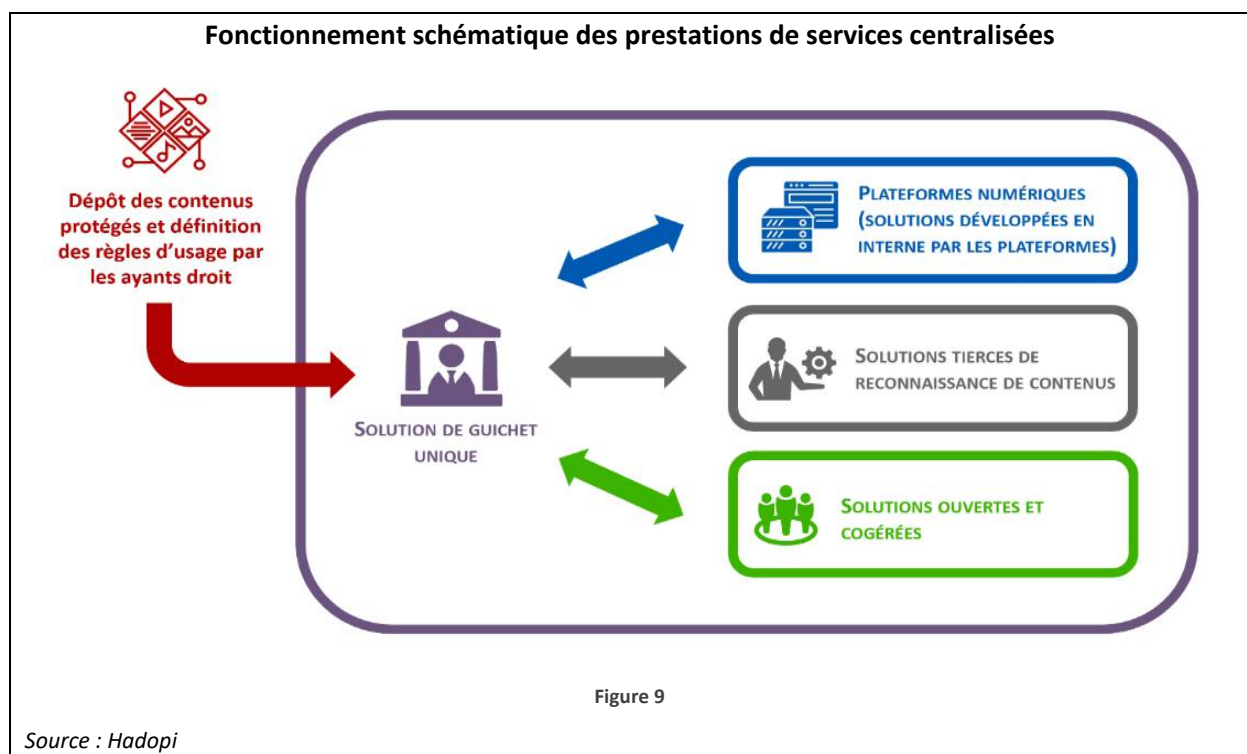 Fonctionnement schématique des prestations de services centralisées
Dépôt des contenus
protégés et définition
des règles d'usage par
les ayants droit
SOLUTION DE GUICHET
UNIQUE
PLATEFORMES NUMÉRIQUES
(SOLUTIONS DÉVELOPPÉES EN
INTERNE PAR LES PLATEFORMES)
SOLUTIONS TIERCES DE
RECONNAISSANCE DE CONTENUS
SOLUTIONS OUVERTES ET
COGÉRÉES
Figure 9
Source : Hadopi